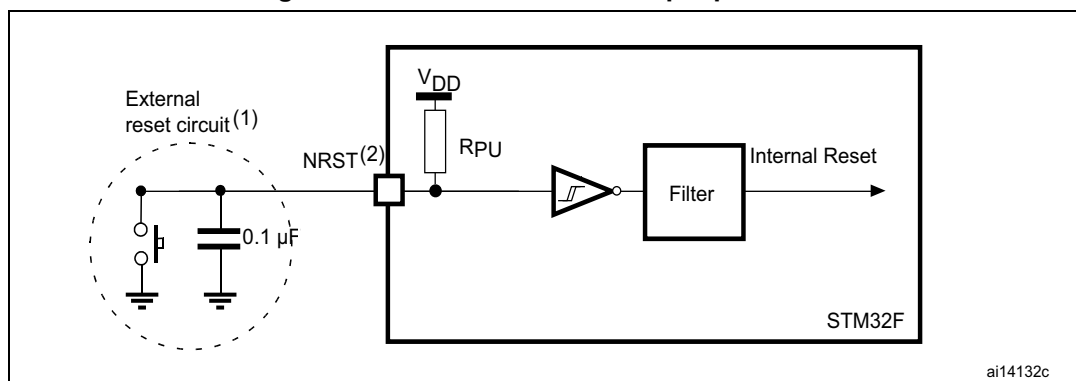 VDD
External
reset circuit(1)
NRST(2)
RPU
Internal Reset
Filter
0.1 µF
STM32F
ai14132c